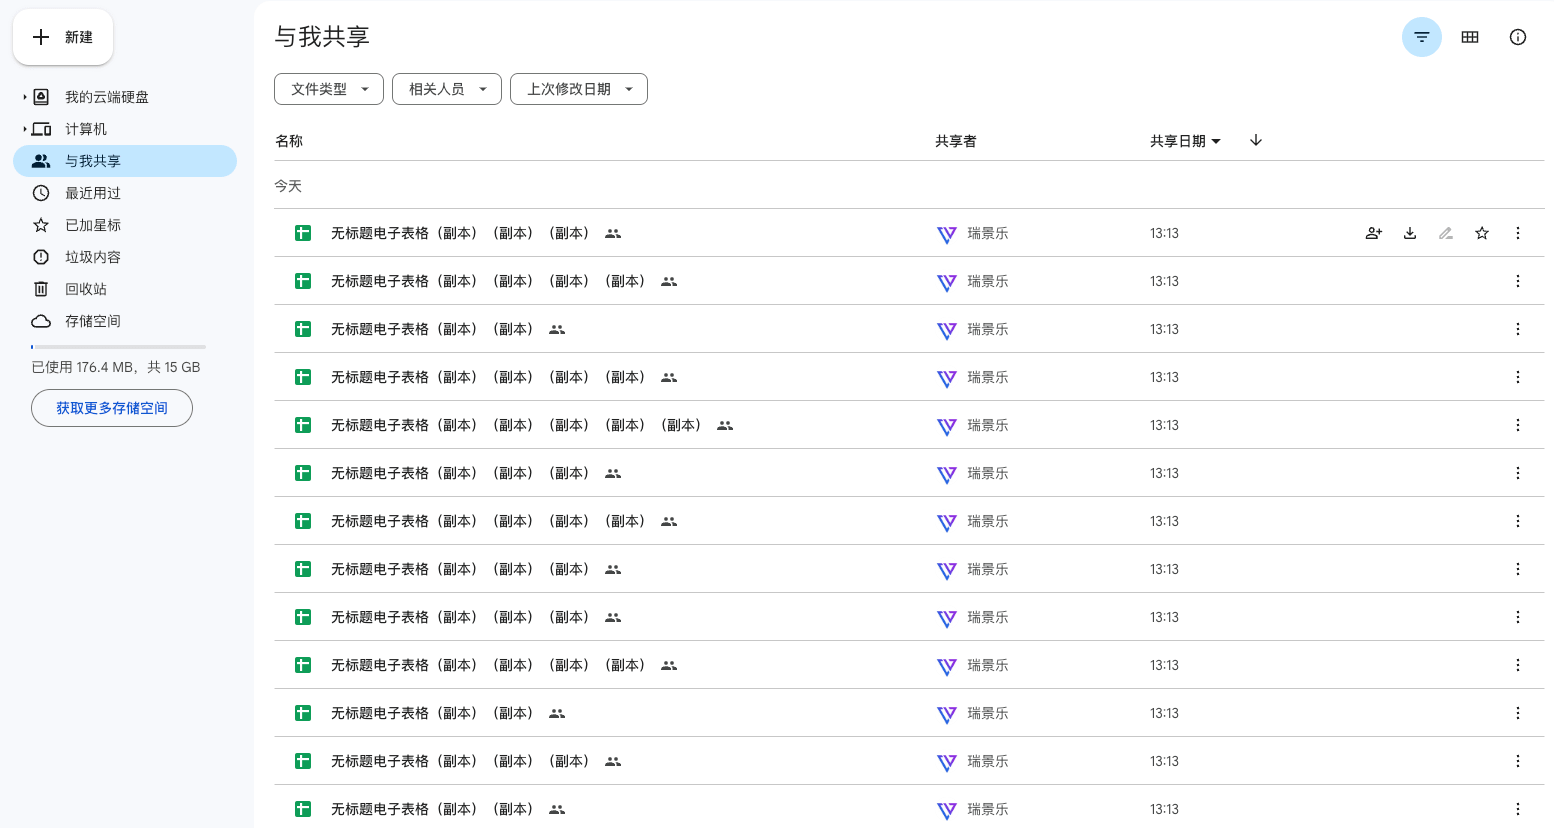 新建
我的云端硬盘
计算机
与我共享
最近用过
已加星标
垃圾内容
回收站
存储空间
已使用 176.4 MB，共 15 GB
获取更多存储空间
与我共享
文件类型 相关人员 上次修改日期
名称 共享者 共享日期
今天
无标题电子表格（副本）（副本）（副本） 瑞景乐 13:13
无标题电子表格（副本）（副本）（副本）（副本） 瑞景乐 13:13
无标题电子表格（副本）（副本） 瑞景乐 13:13
无标题电子表格（副本）（副本）（副本）（副本） 瑞景乐 13:13
无标题电子表格（副本）（副本）（副本）（副本）（副本） 瑞景乐 13:13
无标题电子表格（副本）（副本）（副本） 瑞景乐 13:13
无标题电子表格（副本）（副本）（副本）（副本） 瑞景乐 13:13
无标题电子表格（副本）（副本）（副本） 瑞景乐 13:13
无标题电子表格（副本）（副本）（副本） 瑞景乐 13:13
无标题电子表格（副本）（副本）（副本）（副本） 瑞景乐 13:13
无标题电子表格（副本）（副本） 瑞景乐 13:13
无标题电子表格（副本）（副本）（副本） 瑞景乐 13:13
无标题电子表格（副本）（副本） 瑞景乐 13:13